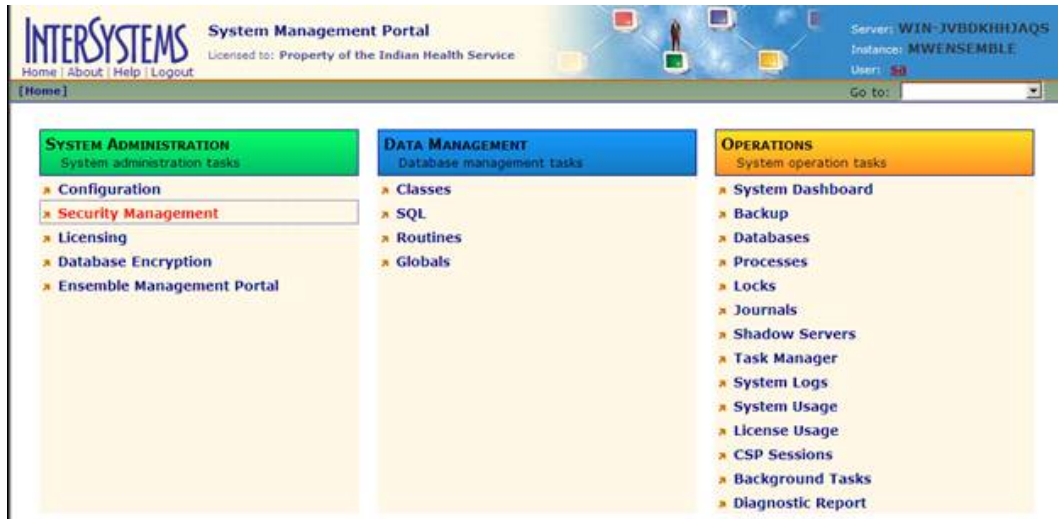 INTERSYSTEMS
Home | About | Help | Logout
System Management Portal
Licensed to: Property of the Indian Health Service
Server: WIN-JVBDKHHJAQS
Instance: MWENSEMBLE
User: sa
[Home]
Go to:
SYSTEM ADMINISTRATION
System administration tasks
Configuration
Security Management
Licensing
Database Encryption
Ensemble Management Portal
DATA MANAGEMENT
Database management tasks
Classes
SQL
Routines
Globals
OPERATIONS
System operation tasks
System Dashboard
Backup
Databases
Processes
Locks
Journals
Shadow Servers
Task Manager
System Logs
System Usage
License Usage
CSP Sessions
Background Tasks
Diagnostic Report